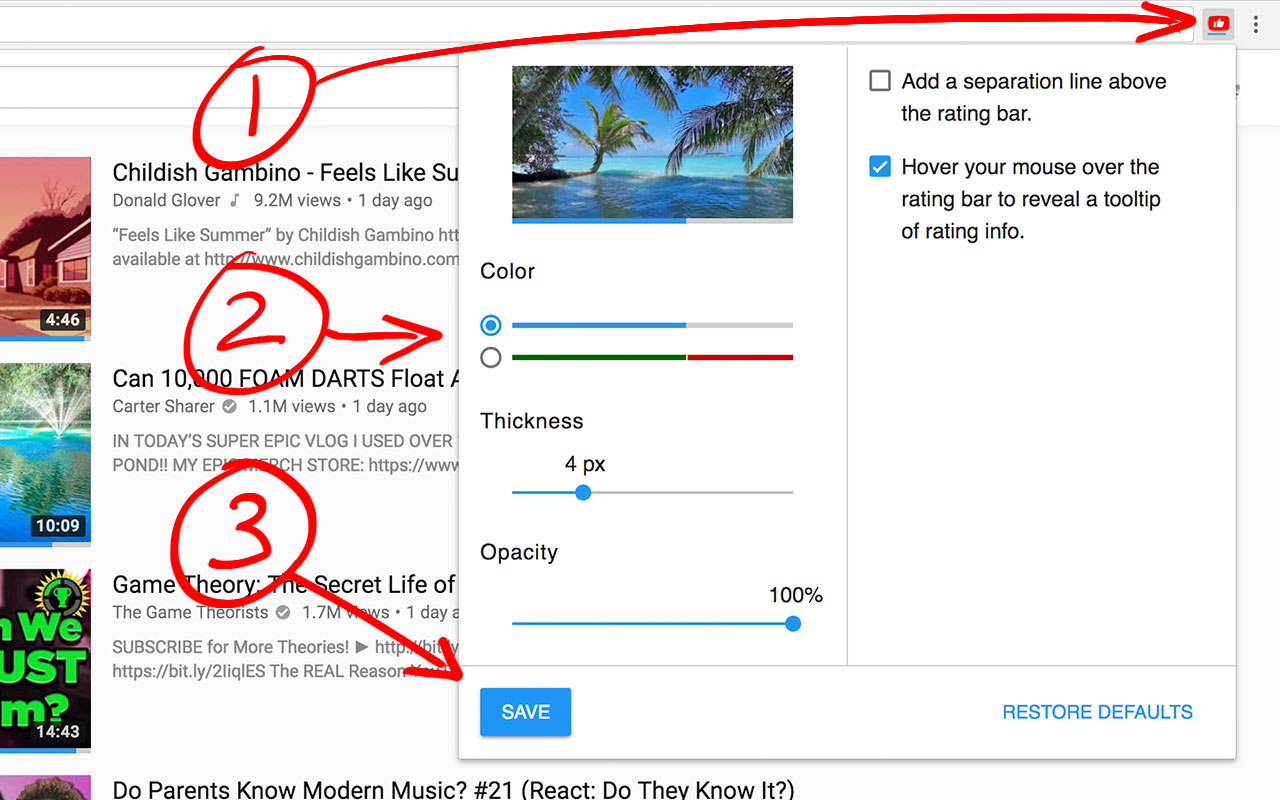 1
Childish Gambino - Feels Like Su
Donald Glover 9.2M views • 1 day ago
“Feels Like Summer” by Childish Gambino htt
available at http://www.childishgambino.com
4:46
2
Can 10,000 FOAM DARTS Float A
Carter Sharer 1.1M views • 1 day ago
IN TODAY’S SUPER EPIC VLOG I USED OVER
POND!! MY EPIC MERCH STORE: https://www
10:09
3
Game Theory: The Secret Life of
The Game Theorists 1.7M views • 1 day a
SUBSCRIBE for More Theories! ► http://bit.ly
https://bit.ly/2IiqlES The REAL Reason You
n We
UST
m?
14:43
Do Parents Know Modern Music? #21 (React: Do They Know It?)
Color
Thickness
4 px
Opacity
100%
Add a separation line above
the rating bar.
Hover your mouse over the
rating bar to reveal a tooltip
of rating info.
SAVE
RESTORE DEFAULTS